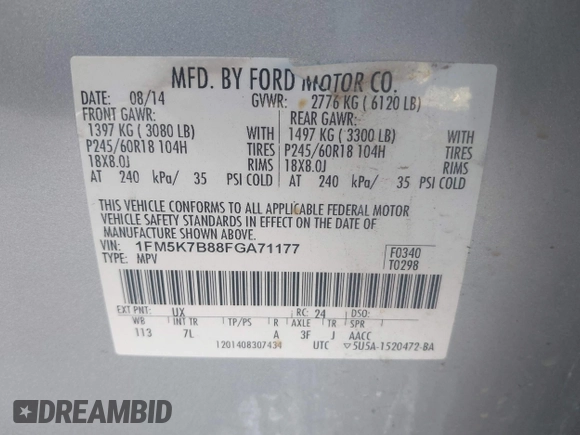 MFD. BY FORD MOTOR CO.
DATE: 08/14 GVWR: 2776 KG ( 6120 LB)
FRONT GAWR: REAR GAWR:
1397 KG ( 3080 LB) WITH 1497 KG ( 3300 LB) WITH
P245/60R18 104H TIRES P245/60R18 104H TIRES
18X8.0J RIMS 18X8.0J RIMS
AT 240 kPa/ 35 PSI COLD AT 240 kPa/ 35 PSI COLD
THIS VEHICLE CONFORMS TO ALL APPLICABLE FEDERAL MOTOR
VEHICLE SAFETY STANDARDS IN EFFECT ON THE DATE OF
MANUFACTURE SHOWN ABOVE.
VIN: 1FM5K7B88FGA71177 F0340
TYPE: MPV T0298
EXT PNT: UX RC: 24 DSO:
WB INT TR TP/PS R AXLE TR SPR
113 7L A 3F J AACC
1201408307434 UTC ▽5U5A-1520472-BA
DREAMBID